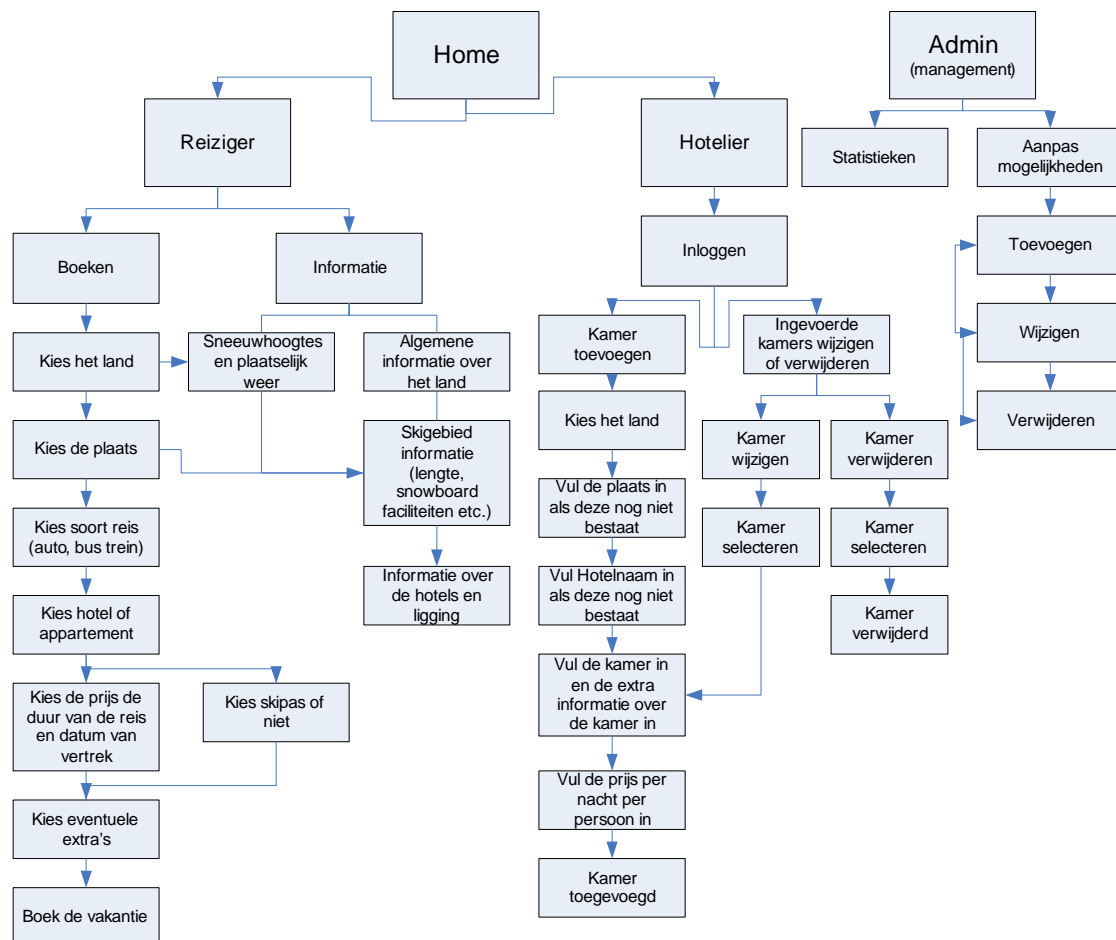 Home
Admin
(management)
Reiziger
Hotelier
Statistieken
Aanpas
mogelijkheden
Boeken
Informatie
Inloggen
Toevoegen
Kies het land
Sneeuwhoogtes
en plaatselijk
weer
Algemene
informatie over
het land
Kamer
toevoegen
Ingevoerde
kamers wijzigen
of verwijderen
Wijzigen
Kies de plaats
Skigebied
informatie
(lengte,
snowboard
faciliteiten etc.)
Kies het land
Kamer
wijzigen
Kamer
verwijderen
Verwijderen
Kies soort reis
(auto, bus trein)
Vul de plaats in
als deze nog niet
bestaat
Kamer
selecteren
Kamer
selecteren
Kies hotel of
appartement
Informatie over
de hotels en
ligging
Vul Hotelnaam in
als deze nog niet
bestaat
Kamer
verwijderd
Kies de prijs de
duur van de reis
en datum van
vertrek
Kies skipas of
niet
Vul de kamer in
en de extra
informatie over
de kamer in
Kies eventuele
extra's
Vul de prijs per
nacht per
persoon in
Boek de vakantie
Kamer
toegevoegd